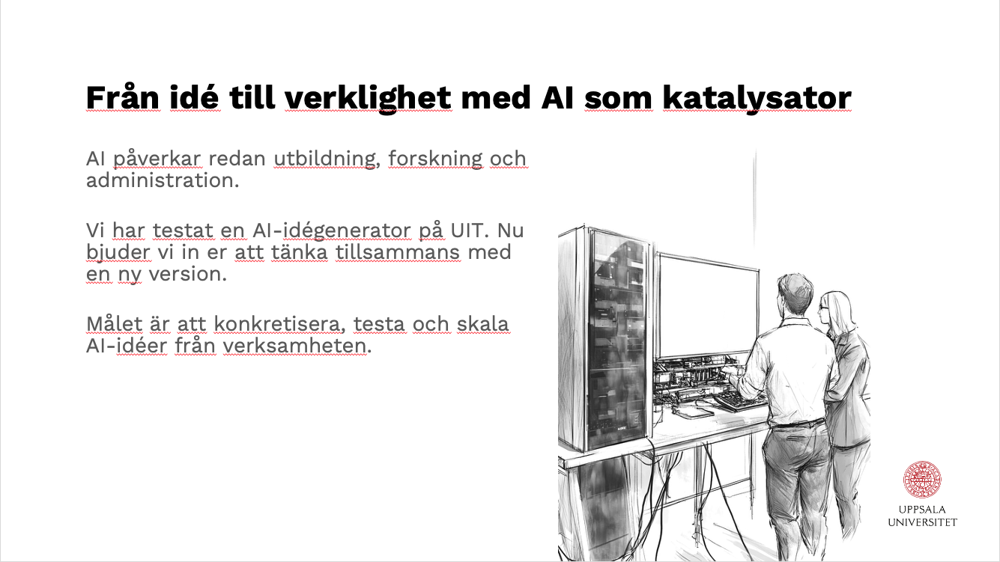 Från idé till verklighet med AI som katalysator
AI påverkar redan utbildning, forskning och
administration.
Vi har testat en AI-idégenerator på UIT. Nu
bjuder vi in er att tänka tillsammans med
en ny version.
Målet är att konkretisera, testa och skala
AI-idéer från verksamheten.
UPPSALA
UNIVERSITET